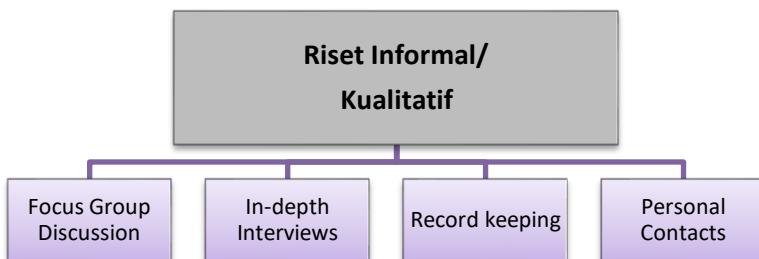 Riset Informal/
Kualitatif
Focus Group
Discussion
In-depth
Interviews
Record keeping
Personal
Contacts